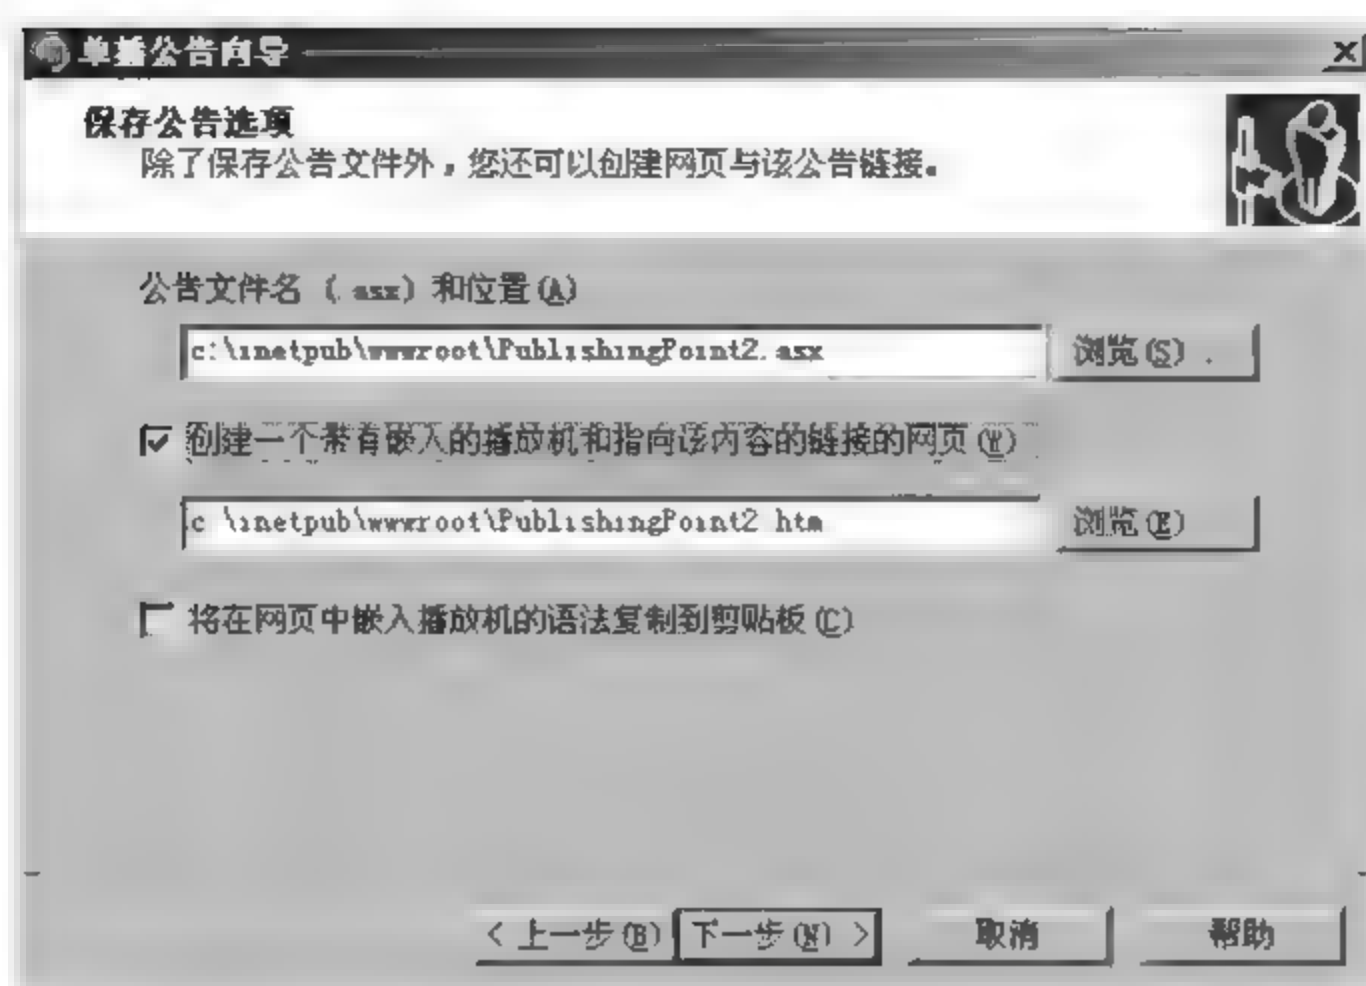 单播公告向导
保存公告选项
除了保存公告文件外，您还可以创建网页与该公告链接。
公告文件名（.asx）和位置(A)
c:\inetpub\wwwroot\PublishingPoint2.asx
浏览(S) .
创建一个带有嵌入的播放机和指向该内容的链接的网页(W)
c \inetpub\wwwroot\PublishingPoint2 htm
浏览(E)
将在网页中嵌入播放机的语法复制到剪贴板(C)
< 上一步(B) 下一步(N) > 取消 帮助